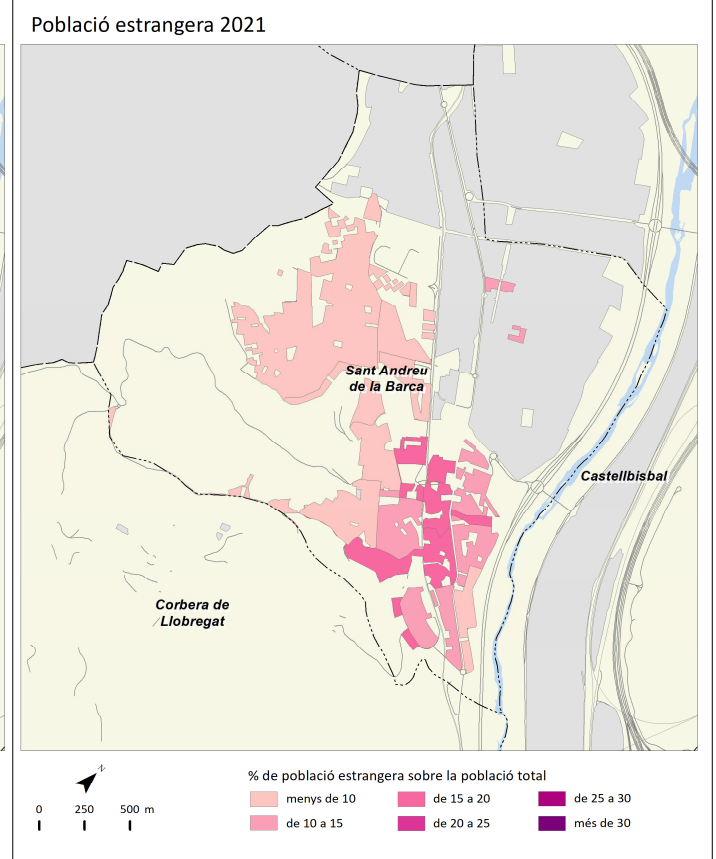 Població estrangera 2021
Sant Andreu
de la Barca
Castellbisbal
Corbera de
Llobregat
N
0 250 500 m
% de població estrangera sobre la població total
menys de 10
de 10 a 15
de 15 a 20
de 20 a 25
de 25 a 30
més de 30